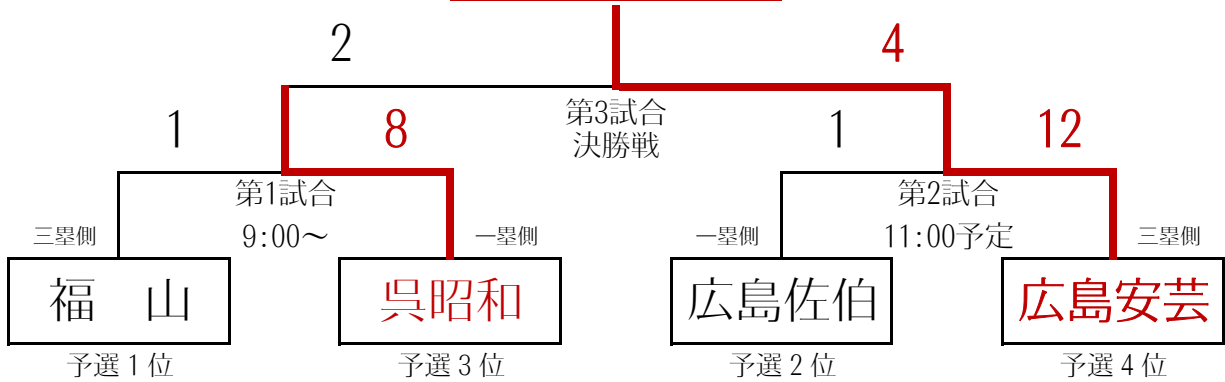 2 4
1 8 第3試合 1 12
決勝戦
第1試合 第2試合
三塁側 9:00～ 一塁側 一塁側 11:00予定 三塁側
福　山 呉昭和 広島佐伯 広島安芸
予選１位 予選３位 予選２位 予選４位